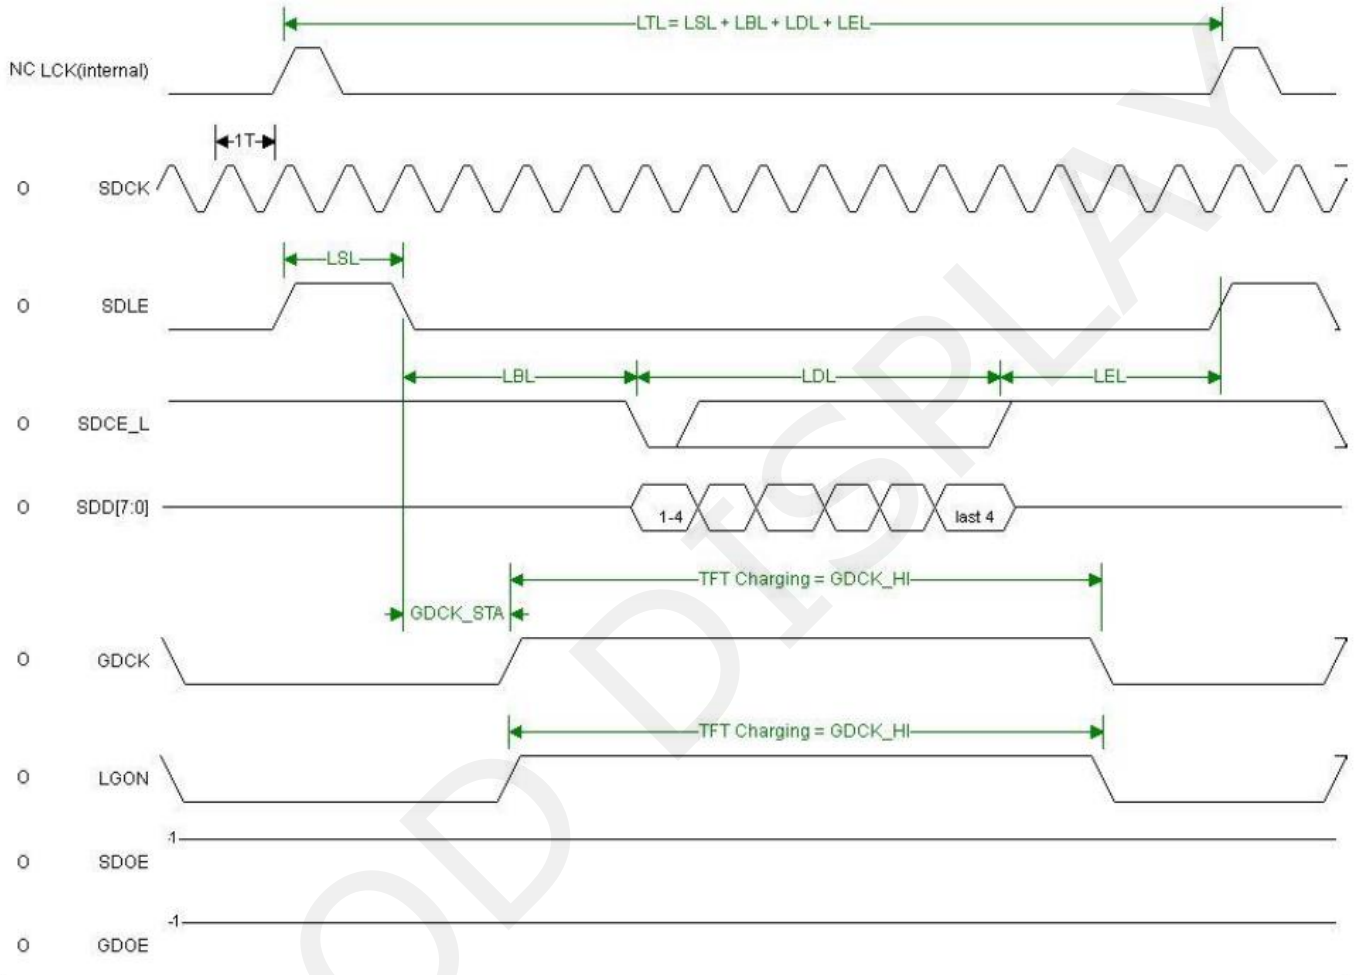 LTL= LSL + LBL + LDL + LEL
NC LCK(internal)
1T
O SDCK
LSL
O SDLE
LBL LDL LEL
O SDCE_L
O SDD[7:0] 1-4 last 4
TFT Charging = GDCK_HI
GDCK_STA
O GDCK
TFT Charging = GDCK_HI
O LGON
-1
O SDOE
-1
O GDOE
OD DISPLAY